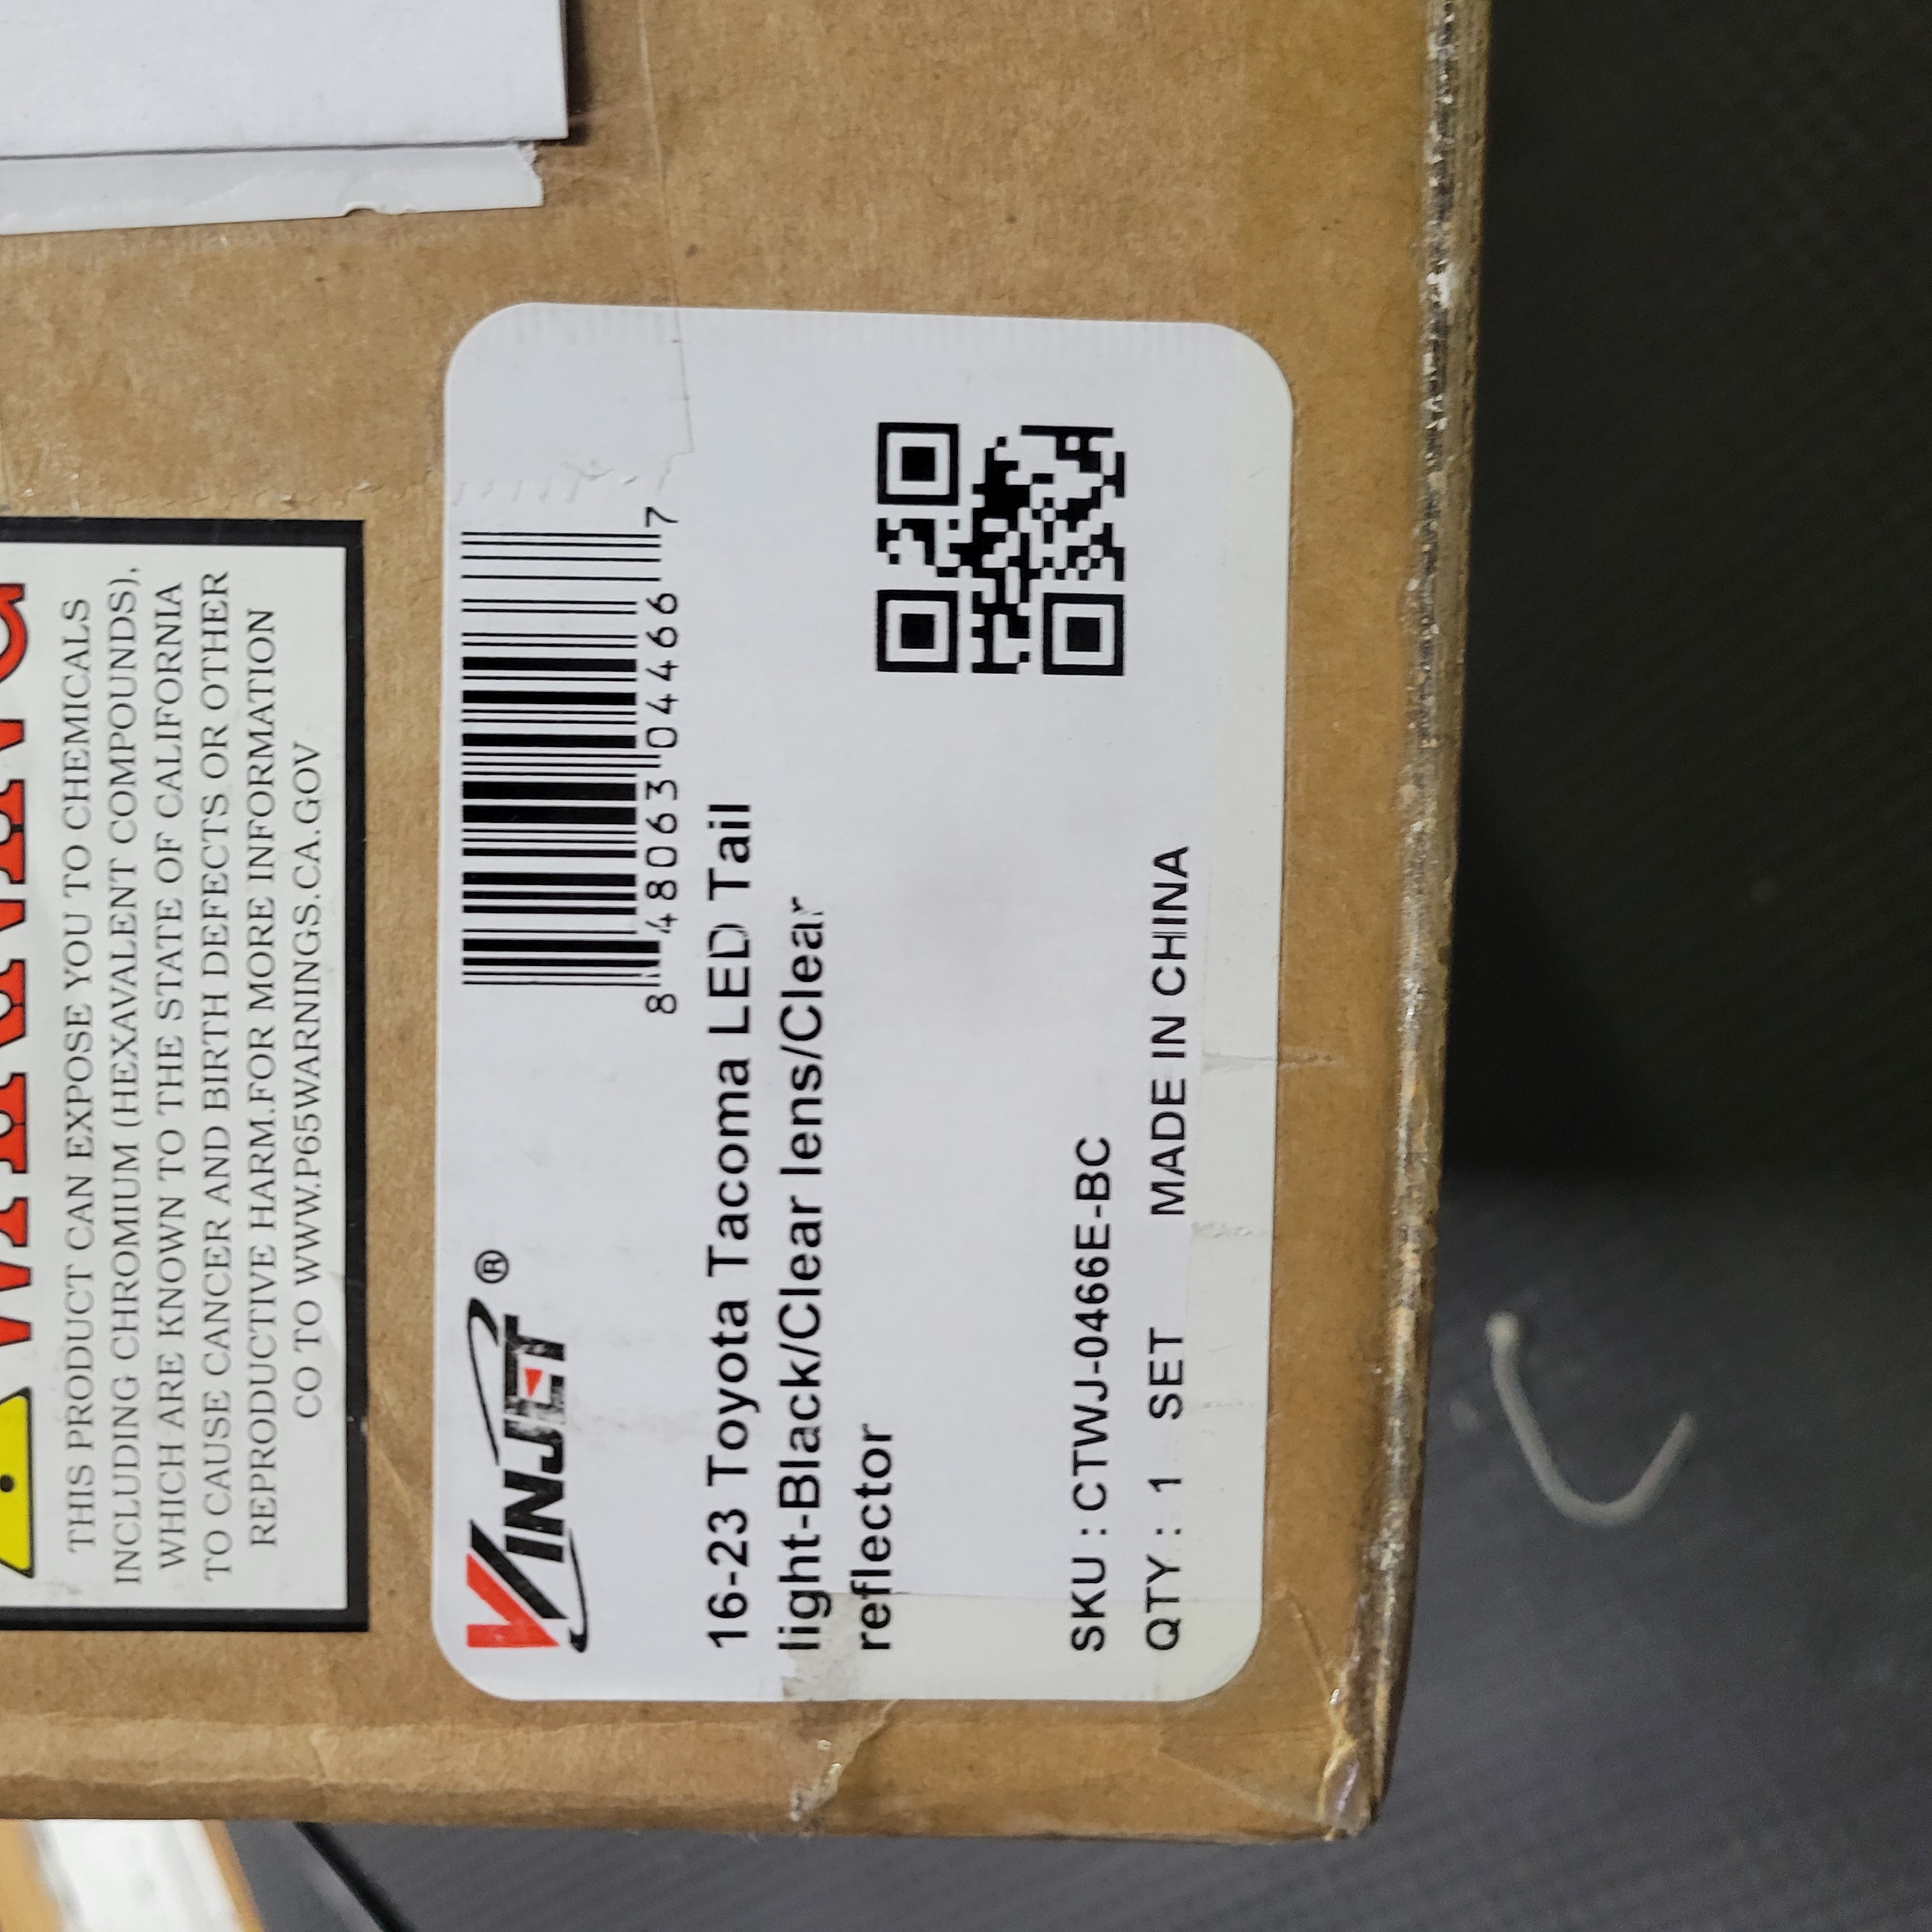 THIS PRODUCT CAN EXPOSE YOU TO CHEMICALS
INCLUDING CHROMIUM (HEXAVALENT COMPOUNDS),
WHICH ARE KNOWN TO THE STATE OF CALIFORNIA
TO CAUSE CANCER AND BIRTH DEFECTS OR OTHER
REPRODUCTIVE HARM.FOR MORE INFORMATION
CO TO WWW.P65WARNINGS.CA.GOV
VINJET®
8 48063 04466 7
16-23 Toyota Tacoma LED Tail
light-Black/Clear lens/Clear
reflector
SKU : CTWJ-0466E-BC
QTY : 1 SET MADE IN CHINA